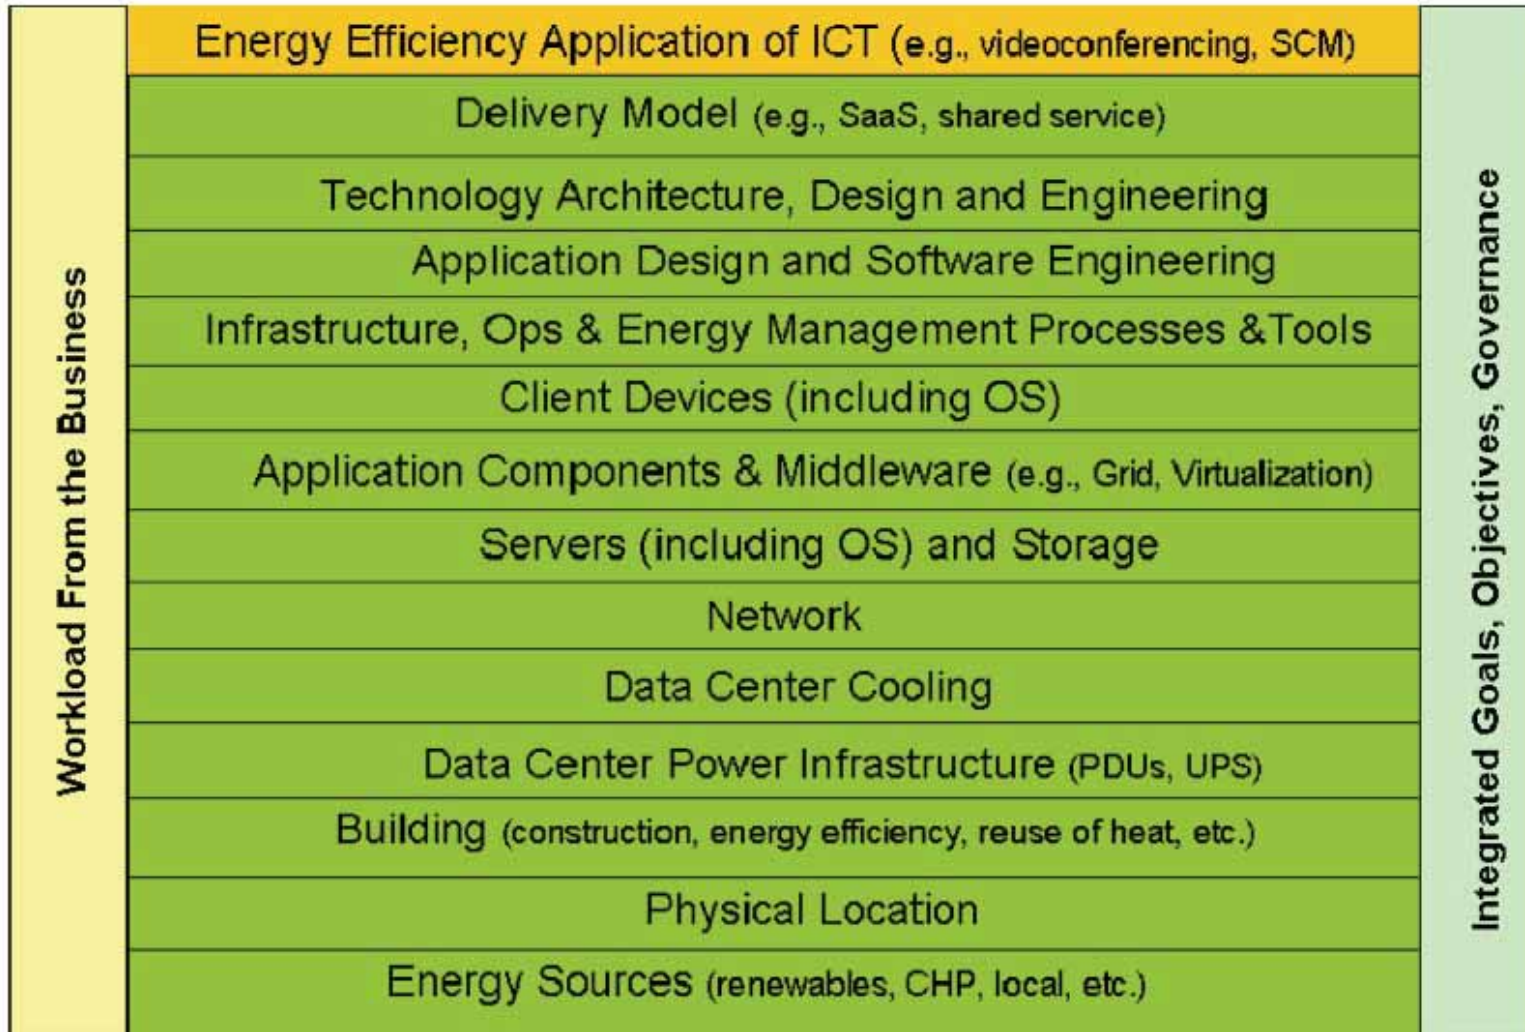 Energy Efficiency Application of ICT (e.g., videoconferencing, SCM)
Workload From the Business
Delivery Model (e.g., SaaS, shared service)
Technology Architecture, Design and Engineering
Application Design and Software Engineering
Infrastructure, Ops & Energy Management Processes &Tools
Client Devices (including OS)
Application Components & Middleware (e.g., Grid, Virtualization)
Servers (including OS) and Storage
Network
Data Center Cooling
Data Center Power Infrastructure (PDUs, UPS)
Building (construction, energy efficiency, reuse of heat, etc.)
Physical Location
Energy Sources (renewables, CHP, local, etc.)
Integrated Goals, Objectives, Governance